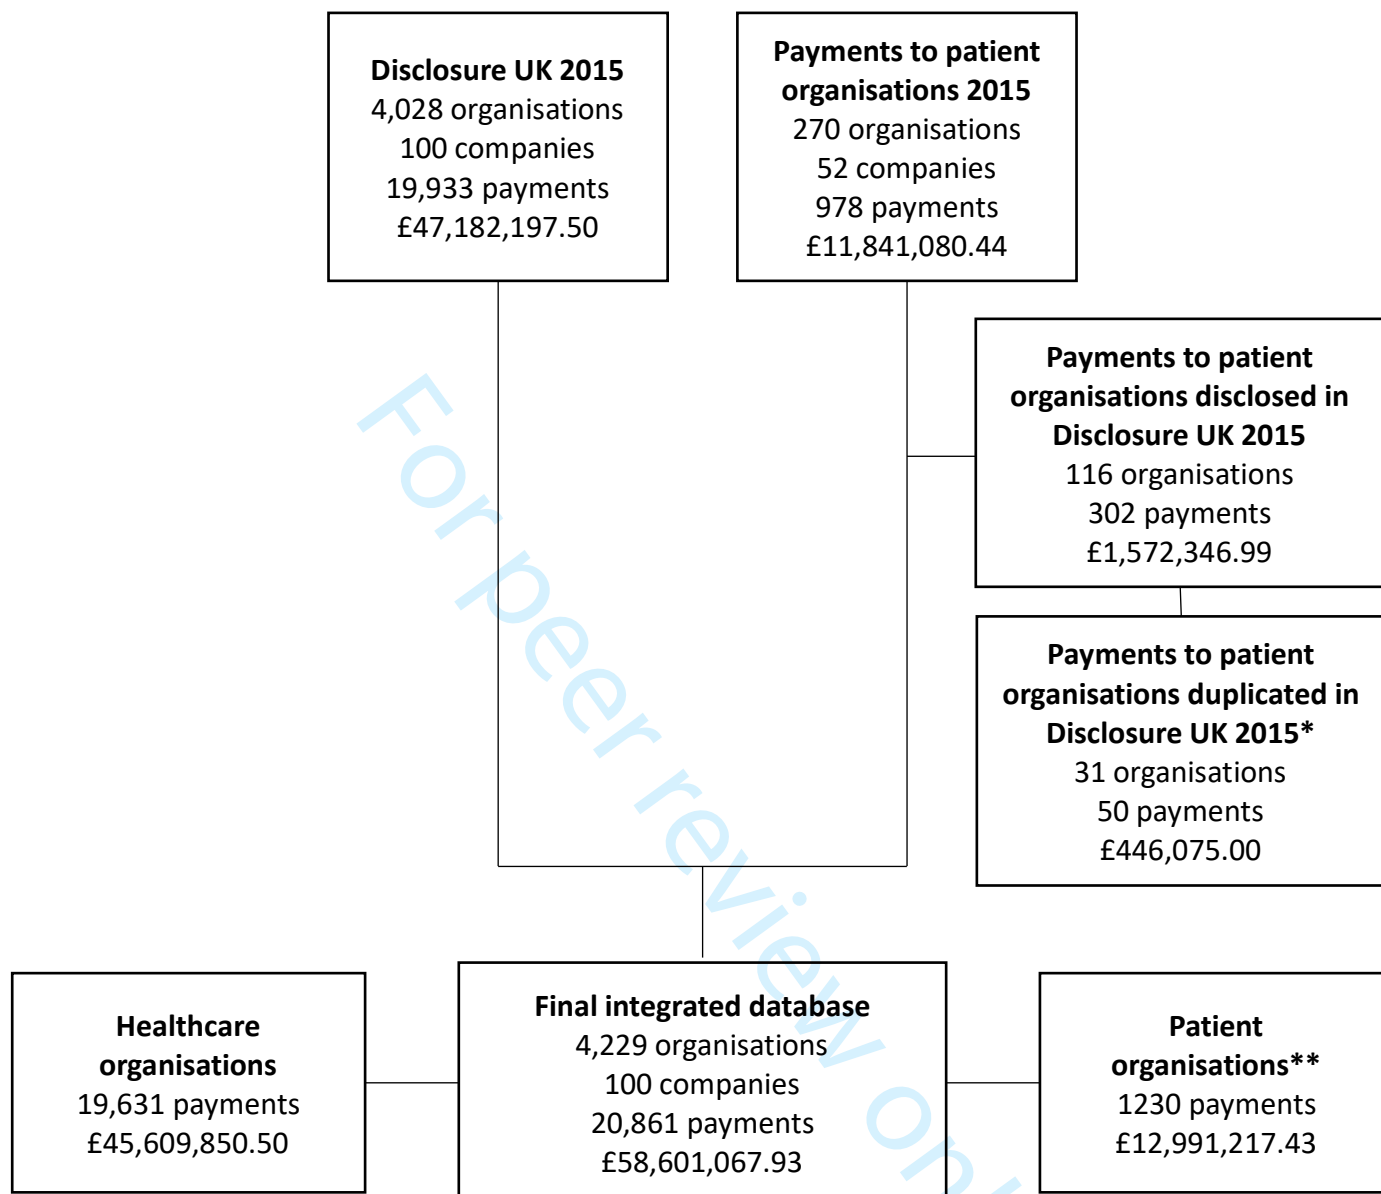 Disclosure UK 2015
4,028 organisations
100 companies
19,933 payments
£47,182,197.50
Payments to patient
organisations 2015
270 organisations
52 companies
978 payments
£11,841,080.44
Payments to patient
organisations disclosed in
Disclosure UK 2015
116 organisations
302 payments
£1,572,346.99
Payments to patient
organisations duplicated in
Disclosure UK 2015*
31 organisations
50 payments
£446,075.00
For peer review only
Healthcare
organisations
19,631 payments
£45,609,850.50
Final integrated database
4,229 organisations
100 companies
20,861 payments
£58,601,067.93
Patient
organisations**
1230 payments
£12,991,217.43